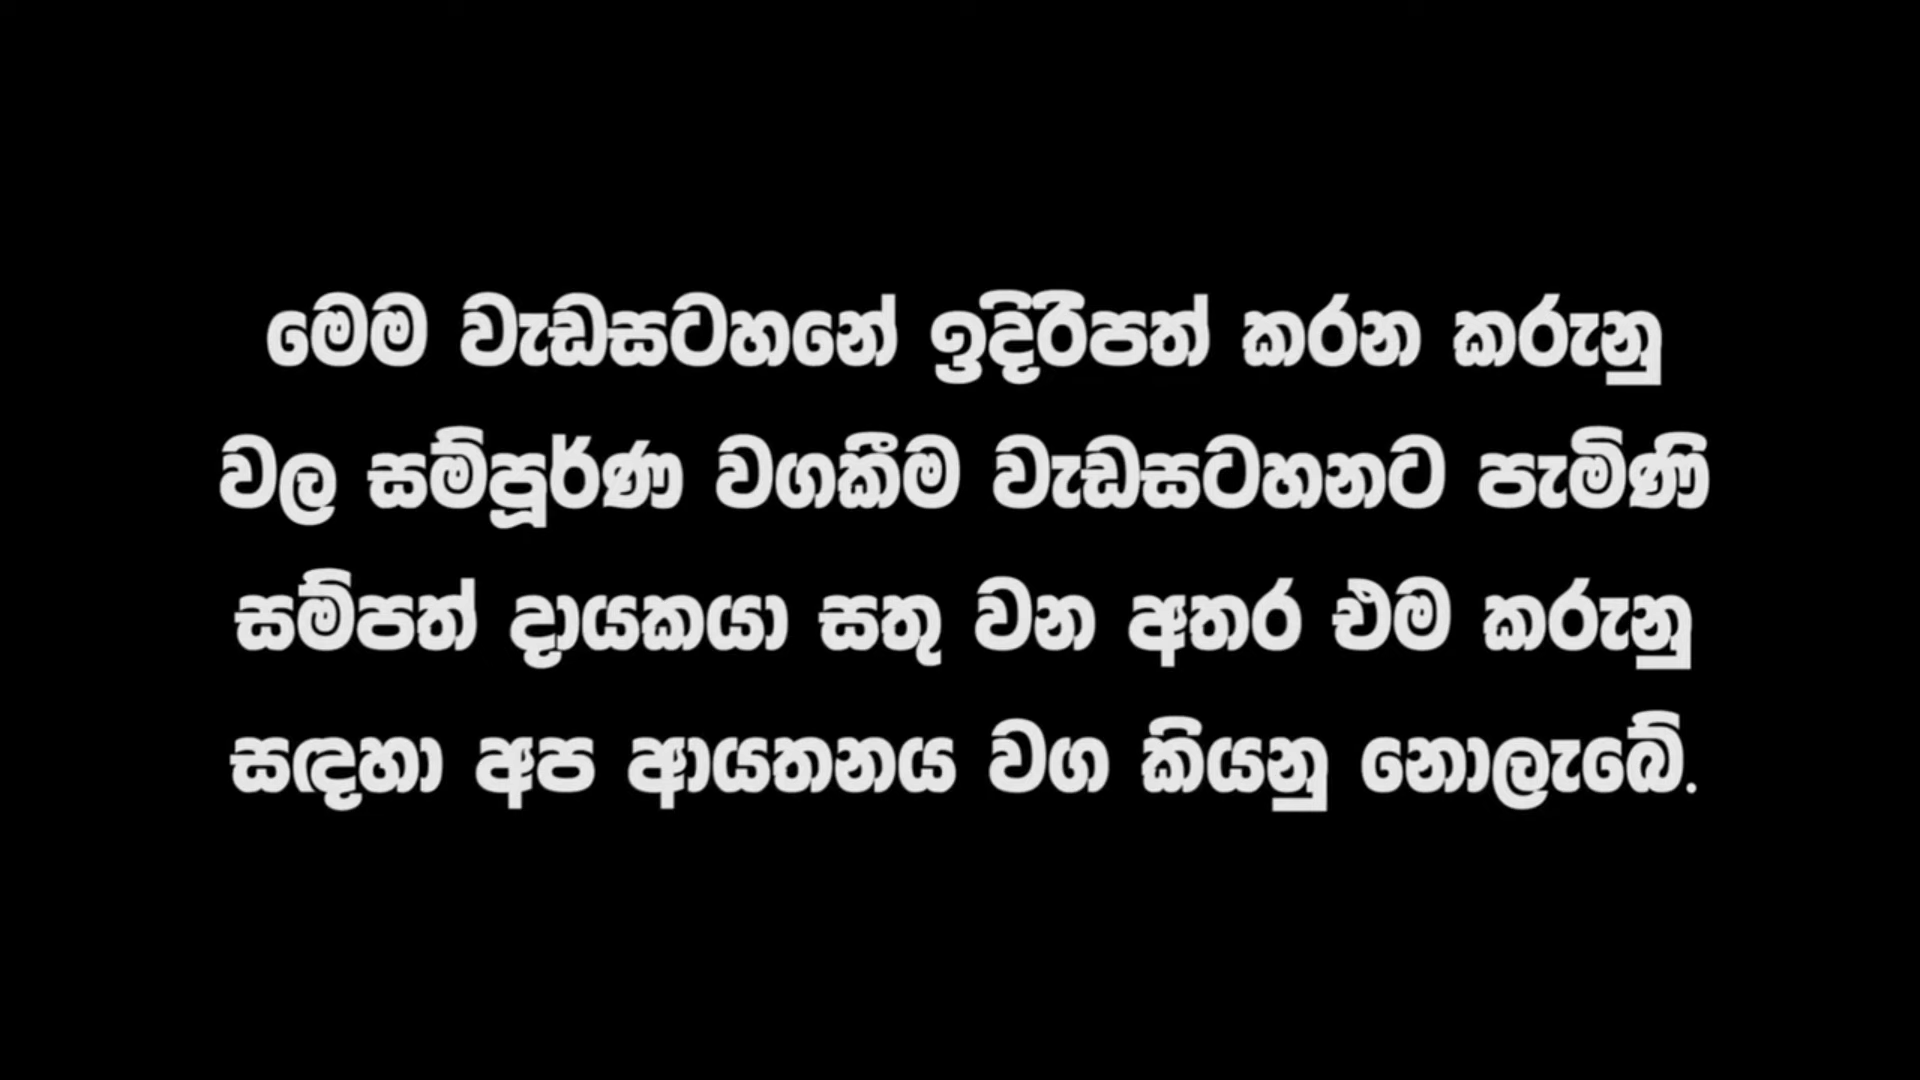 මෙම වැඩසටහනේ ඉදිරිපත් කරන කරුනු
වල සම්පූර්ණ වගකීම වැඩසටහනට පැමිණි
සම්පත් දායකයා සතු වන අතර එම කරුනු
සඳහා අප ආයතනය වග කියනු නොලැබේ.